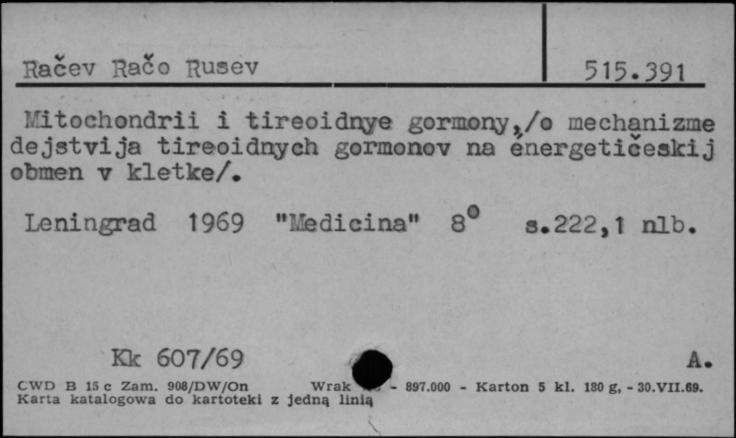 Račev Račo Rusev 515.391
Mitochondrii i tireoidnye gormony,/o mechanizme
dejstvija tireoidnych gormonov na ėnergetičeskij
obmen v kletke/.
Leningrad 1969 "Medicina" 8° s.222,1 nlb.
Kk 607/69 A.
CWD B 15 c Zam. 908/DW/On Wrak - 897.000 - Karton 5 kl. 180 g, - 30.VII.69.
Karta katalogowa do kartoteki z jedną linią